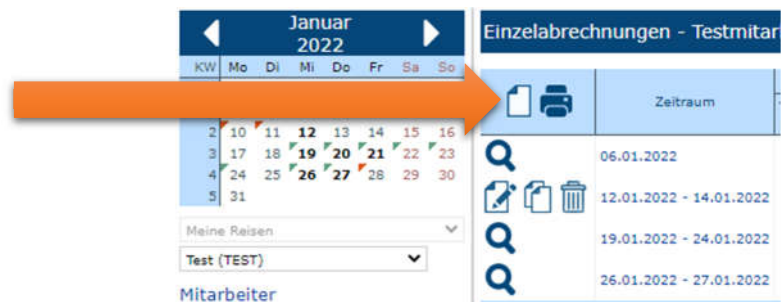 Januar
2022
KW Mo Di Mi Do Fr Sa So
2 10 11 12 13 14 15 16
3 17 18 19 20 21 22 23
4 24 25 26 27 28 29 30
5 31
Meine Reisen
Test (TEST)
Mitarbeiter
Einzelabrechnungen - Testmitar
Zeitraum
06.01.2022
12.01.2022 - 14.01.2022
19.01.2022 - 24.01.2022
26.01.2022 - 27.01.2022